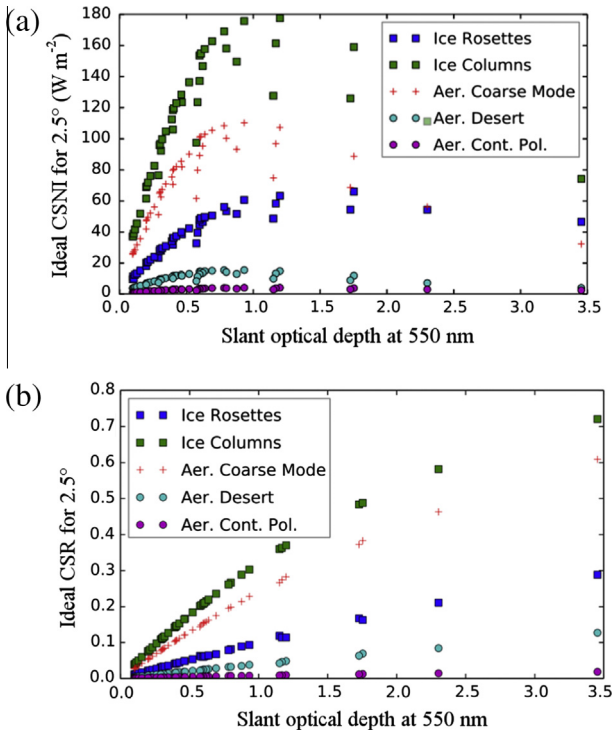 (a)
180
160
140
120
100
80
60
40
20
0
Ideal CSNI for 2.5° (W m⁻²)
Ice Rosettes
Ice Columns
Aer. Coarse Mode
Aer. Desert
Aer. Cont. Pol.
0.0 0.5 1.0 1.5 2.0 2.5 3.0 3.5
Slant optical depth at 550 nm
(b)
0.8
0.7
0.6
0.5
0.4
0.3
0.2
0.1
0.0
Ideal CSR for 2.5°
Ice Rosettes
Ice Columns
Aer. Coarse Mode
Aer. Desert
Aer. Cont. Pol.
0.0 0.5 1.0 1.5 2.0 2.5 3.0 3.5
Slant optical depth at 550 nm